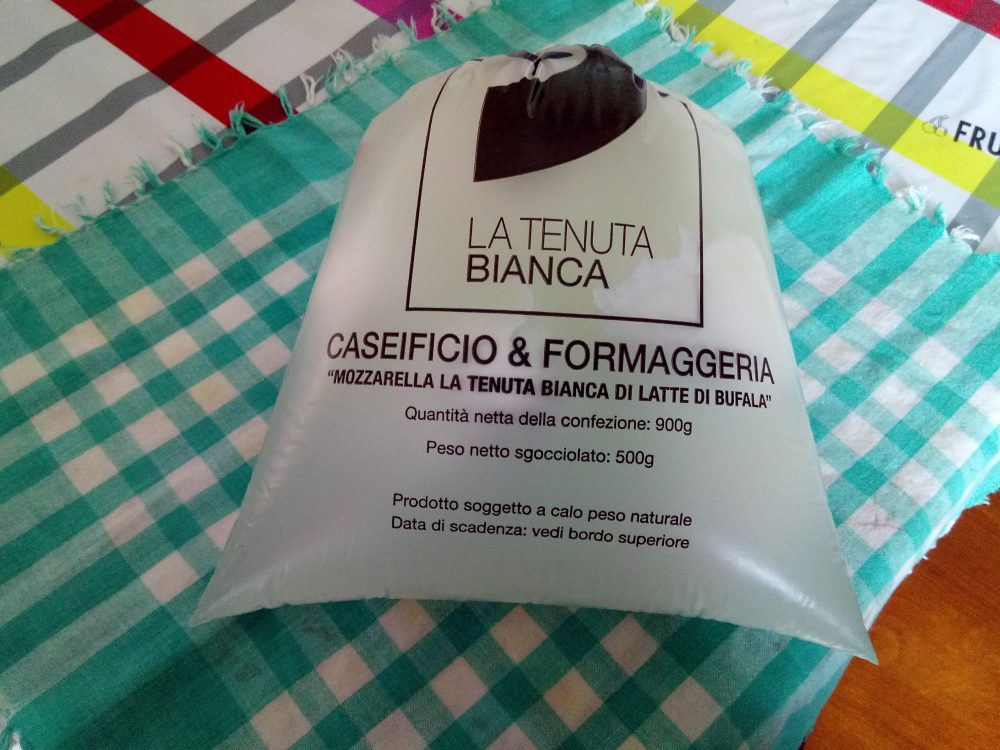 LA TENUTA
BIANCA
CASEIFICIO & FORMAGGERIA
“MOZZARELLA LA TENUTA BIANCA DI LATTE DI BUFALA”
Quantità netta della confezione: 900g
Peso netto sgocciolato: 500g
Prodotto soggetto a calo peso naturale
Data di scadenza: vedi bordo superiore
FRU